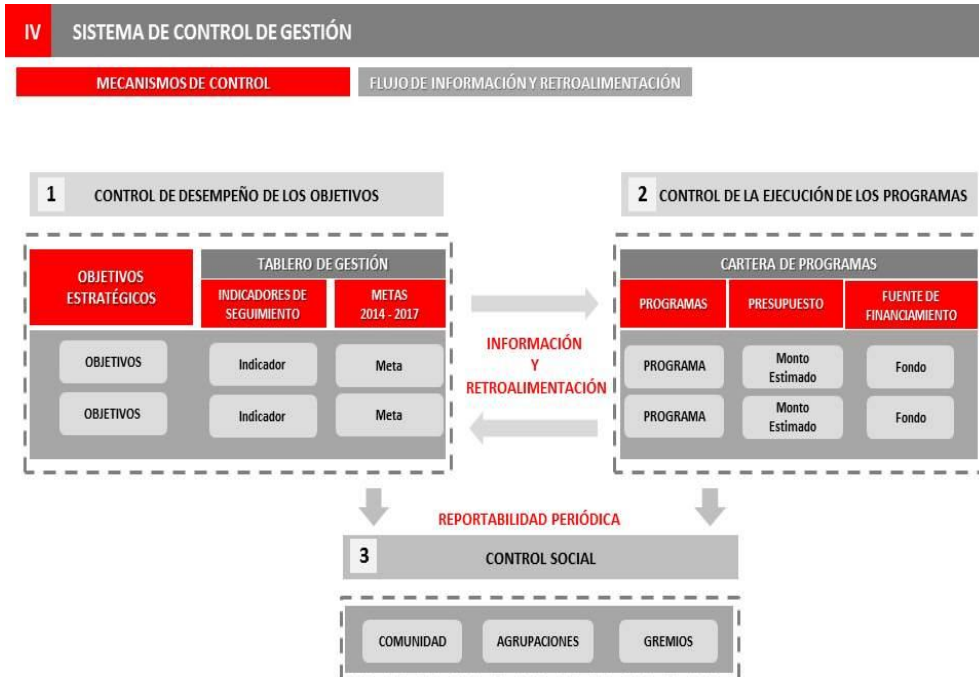 IV SISTEMA DE CONTROL DE GESTIÓN
MECANISMOS DE CONTROL
FLUJO DE INFORMACIÓN Y RETROALIMENTACIÓN
1 CONTROL DE DESEMPEÑO DE LOS OBJETIVOS
OBJETIVOS
ESTRATÉGICOS
TABLERO DE GESTIÓN
INDICADORES DE
SEGUIMIENTO
METAS
2014 - 2017
OBJETIVOS
Indicador
Meta
OBJETIVOS
Indicador
Meta
INFORMACIÓN
Y
RETROALIMENTACIÓN
2 CONTROL DE LA EJECUCIÓN DE LOS PROGRAMAS
CARTERA DE PROGRAMAS
PROGRAMAS
PRESUPUESTO
FUENTE DE
FINANCIAMIENTO
PROGRAMA
Monto
Estimado
Fondo
PROGRAMA
Monto
Estimado
Fondo
REPORTABILIDAD PERIÓDICA
3 CONTROL SOCIAL
COMUNIDAD
AGRUPACIONES
GREMIOS